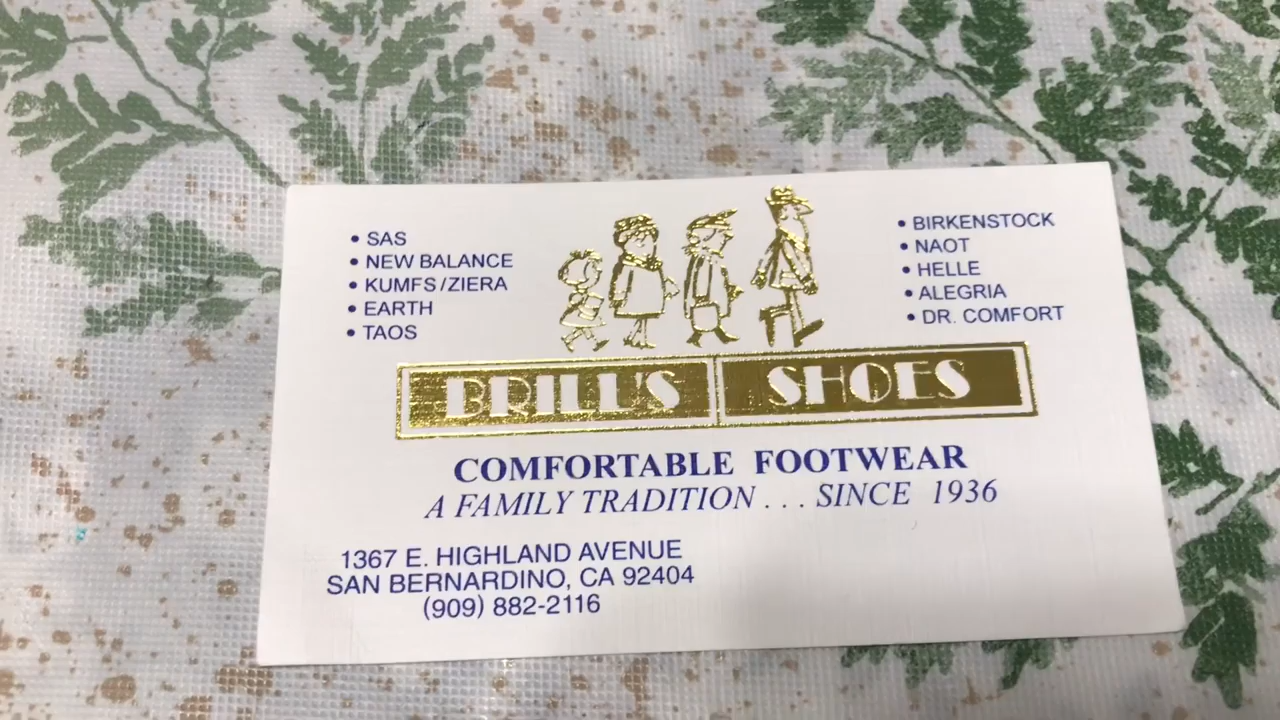 • SAS
• NEW BALANCE
• KUMFS/ZIERA
• EARTH
• TAOS
• BIRKENSTOCK
• NAOT
• HELLE
• ALEGRIA
• DR. COMFORT
BRILL'S SHOES
COMFORTABLE FOOTWEAR
A FAMILY TRADITION . . . SINCE 1936
1367 E. HIGHLAND AVENUE
SAN BERNARDINO, CA 92404
(909) 882-2116